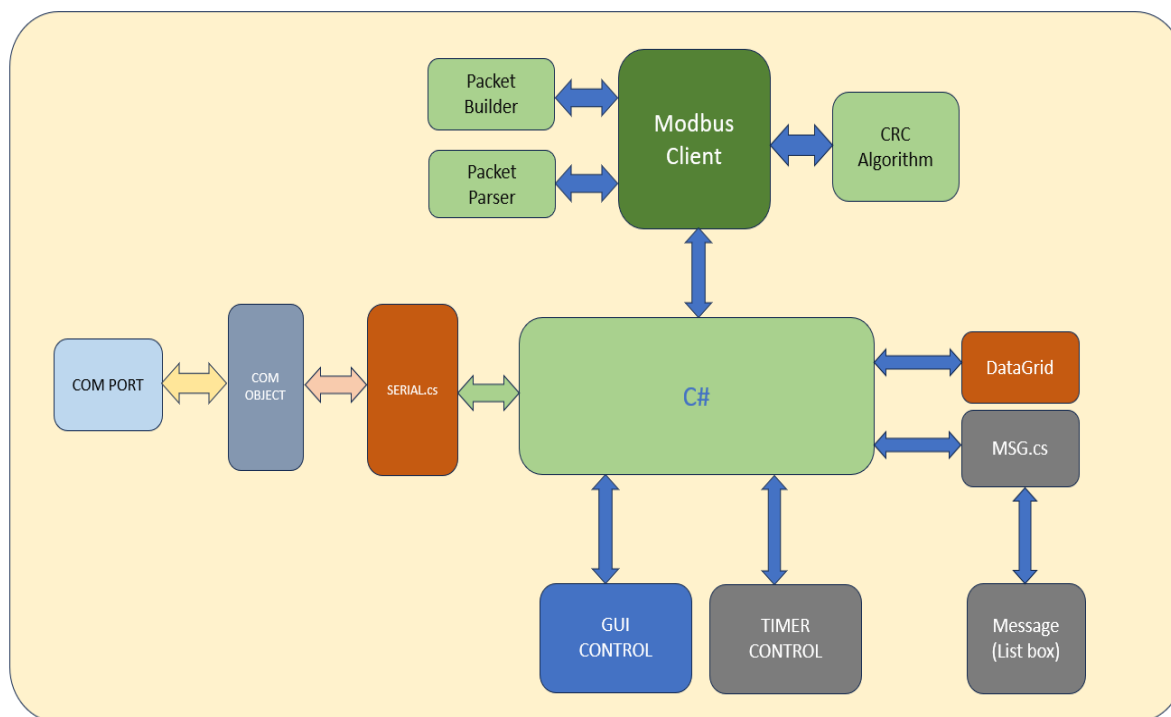 Packet
Builder
Modbus
Client
CRC
Algorithm
Packet
Parser
COM PORT
COM
OBJECT
SERIAL.cs
C#
DataGrid
MSG.cs
GUI
CONTROL
TIMER
CONTROL
Message
(List box)